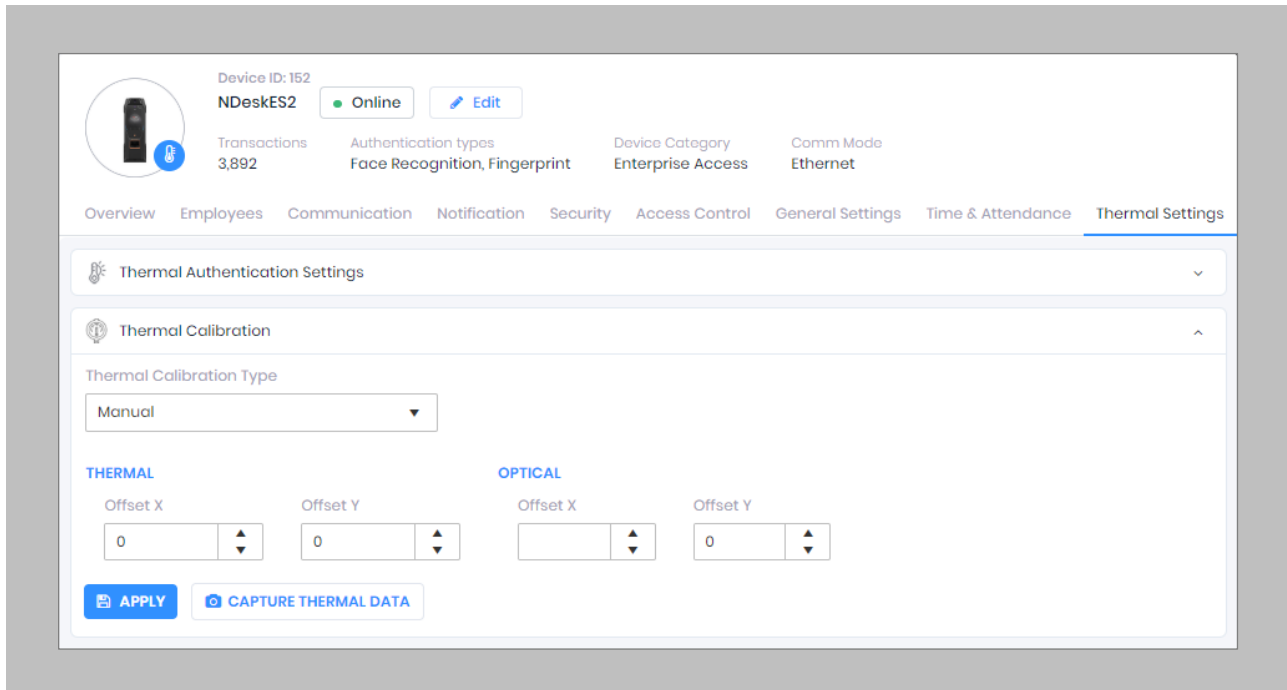 Device ID: 152
NDeskES2 Online Edit
Transactions Authentication types Device Category Comm Mode
3,892 Face Recognition, Fingerprint Enterprise Access Ethernet
Overview Employees Communication Notification Security Access Control General Settings Time & Attendance Thermal Settings
Thermal Authentication Settings
Thermal Calibration
Thermal Calibration Type
Manual
THERMAL OPTICAL
Offset X Offset Y Offset X Offset Y
0 0 0
APPLY CAPTURE THERMAL DATA